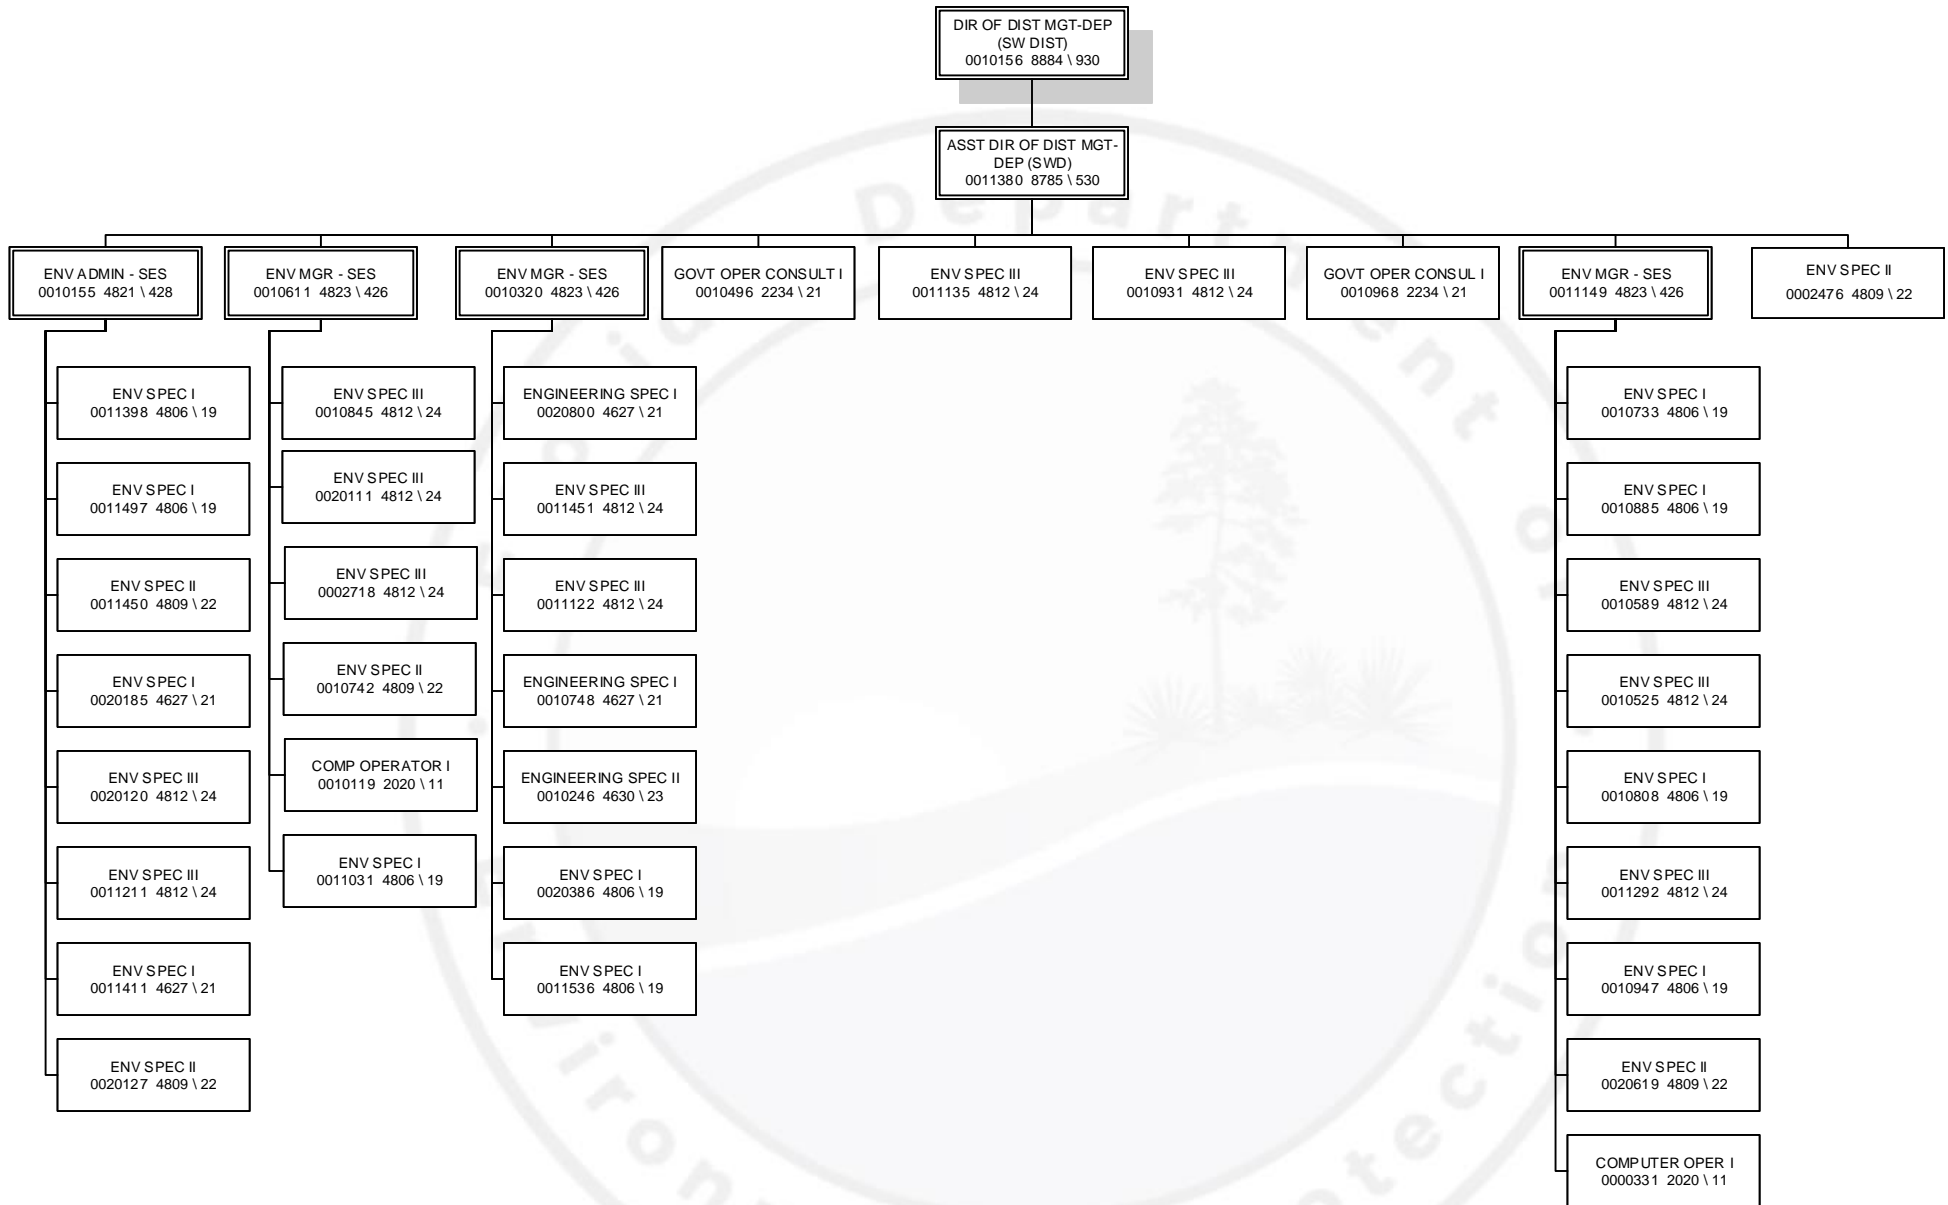 DIR OF DIST MGT-DEP
(SW DIST)
0010156 8884 \ 930
ASST DIR OF DIST MGT-
DEP (SWD)
0011380 8785 \ 530
ENV ADMIN - SES
0010155 4821 \ 428
ENV MGR - SES
0010611 4823 \ 426
ENV MGR - SES
0010320 4823 \ 426
GOVT OPER CONSULT I
0010496 2234 \ 21
ENV SPEC III
0011135 4812 \ 24
ENV SPEC III
0010931 4812 \ 24
GOVT OPER CONSUL I
0010968 2234 \ 21
ENV MGR - SES
0011149 4823 \ 426
ENV SPEC II
0002476 4809 \ 22
ENV SPEC I
0011398 4806 \ 19
ENV SPEC I
0011497 4806 \ 19
ENV SPEC II
0011450 4809 \ 22
ENV SPEC I
0020185 4627 \ 21
ENV SPEC III
0020120 4812 \ 24
ENV SPEC III
0011211 4812 \ 24
ENV SPEC I
0011411 4627 \ 21
ENV SPEC II
0020127 4809 \ 22
ENV SPEC III
0010845 4812 \ 24
ENV SPEC III
0020111 4812 \ 24
ENV SPEC III
0002718 4812 \ 24
ENV SPEC II
0010742 4809 \ 22
COMP OPERATOR I
0010119 2020 \ 11
ENV SPEC I
0011031 4806 \ 19
ENGINEERING SPEC I
0020800 4627 \ 21
ENV SPEC III
0011451 4812 \ 24
ENV SPEC III
0011122 4812 \ 24
ENGINEERING SPEC I
0010748 4627 \ 21
ENGINEERING SPEC II
0010246 4630 \ 23
ENV SPEC I
0020386 4806 \ 19
ENV SPEC I
0011536 4806 \ 19
ENV SPEC I
0010733 4806 \ 19
ENV SPEC I
0010885 4806 \ 19
ENV SPEC III
0010589 4812 \ 24
ENV SPEC III
0010525 4812 \ 24
ENV SPEC I
0010808 4806 \ 19
ENV SPEC III
0011292 4812 \ 24
ENV SPEC I
0010947 4806 \ 19
ENV SPEC II
0020619 4809 \ 22
COMPUTER OPER I
0000331 2020 \ 11
Department of
Protection